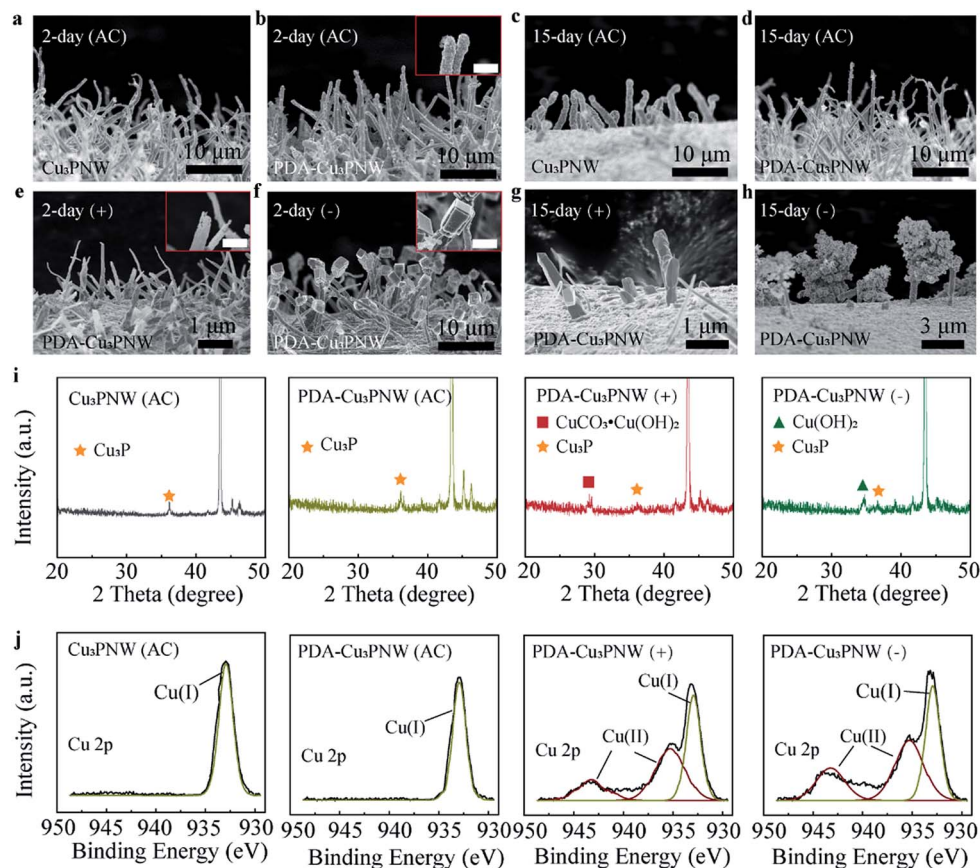 a
2-day (AC)
Cu₃PNW
10 μm
b
2-day (AC)
PDA-Cu₃PNW
10 μm
c
15-day (AC)
Cu₃PNW
10 μm
d
15-day (AC)
PDA-Cu₃PNW
10 μm
e
2-day (+)
PDA-Cu₃PNW
1 μm
f
2-day (-)
PDA-Cu₃PNW
10 μm
g
15-day (+)
PDA-Cu₃PNW
1 μm
h
15-day (-)
PDA-Cu₃PNW
3 μm
i
Intensity (a.u.)
Cu₃PNW (AC)
Cu₃P
20 30 40 50
2 Theta (degree)
PDA-Cu₃PNW (AC)
Cu₃P
20 30 40 50
2 Theta (degree)
PDA-Cu₃PNW (+)
CuCO₃•Cu(OH)₂
Cu₃P
20 30 40 50
2 Theta (degree)
PDA-Cu₃PNW (-)
Cu(OH)₂
Cu₃P
20 30 40 50
2 Theta (degree)
j
Intensity (a.u.)
Cu₃PNW (AC)
Cu(I)
Cu 2p
950 945 940 935 930
Binding Energy (eV)
PDA-Cu₃PNW (AC)
Cu(I)
Cu 2p
950 945 940 935 930
Binding Energy (eV)
PDA-Cu₃PNW (+)
Cu(I)
Cu 2p
Cu(II)
950 945 940 935 930
Binding Energy (eV)
PDA-Cu₃PNW (-)
Cu(I)
Cu 2p
Cu(II)
950 945 940 935 930
Binding Energy (eV)